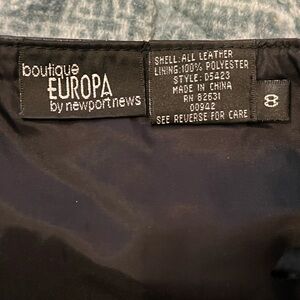 boutique
EUROPA
by newport news
SHELL: ALL LEATHER
LINING: 100% POLYESTER
STYLE: D5423
MADE IN CHINA
RN 82631
00942
SEE REVERSE FOR CARE
8